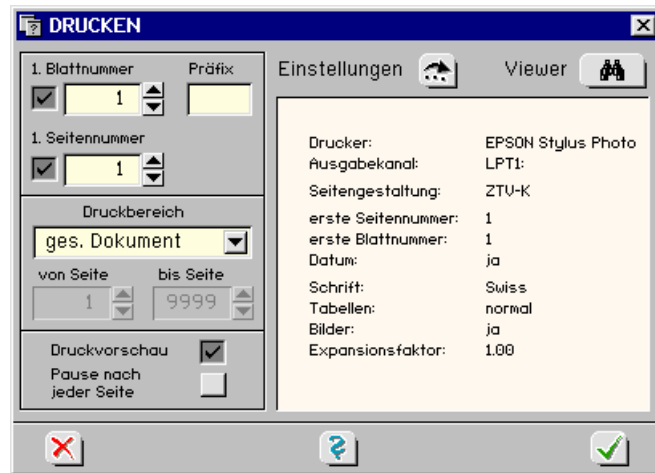 DRUCKEN
1. Blattnummer Präfix
1
1. Seitennummer
1
Druckbereich
ges. Dokument
von Seite bis Seite
1 9999
Druckvorschau
Pause nach
jeder Seite
Einstellungen Viewer
Drucker: EPSON Stylus Photo
Ausgabekanal: LPT1:
Seitengestaltung: ZTV-K
erste Seitennummer: 1
erste Blattnummer: 1
Datum: ja
Schrift: Swiss
Tabellen: normal
Bilder: ja
Expansionsfaktor: 1.00